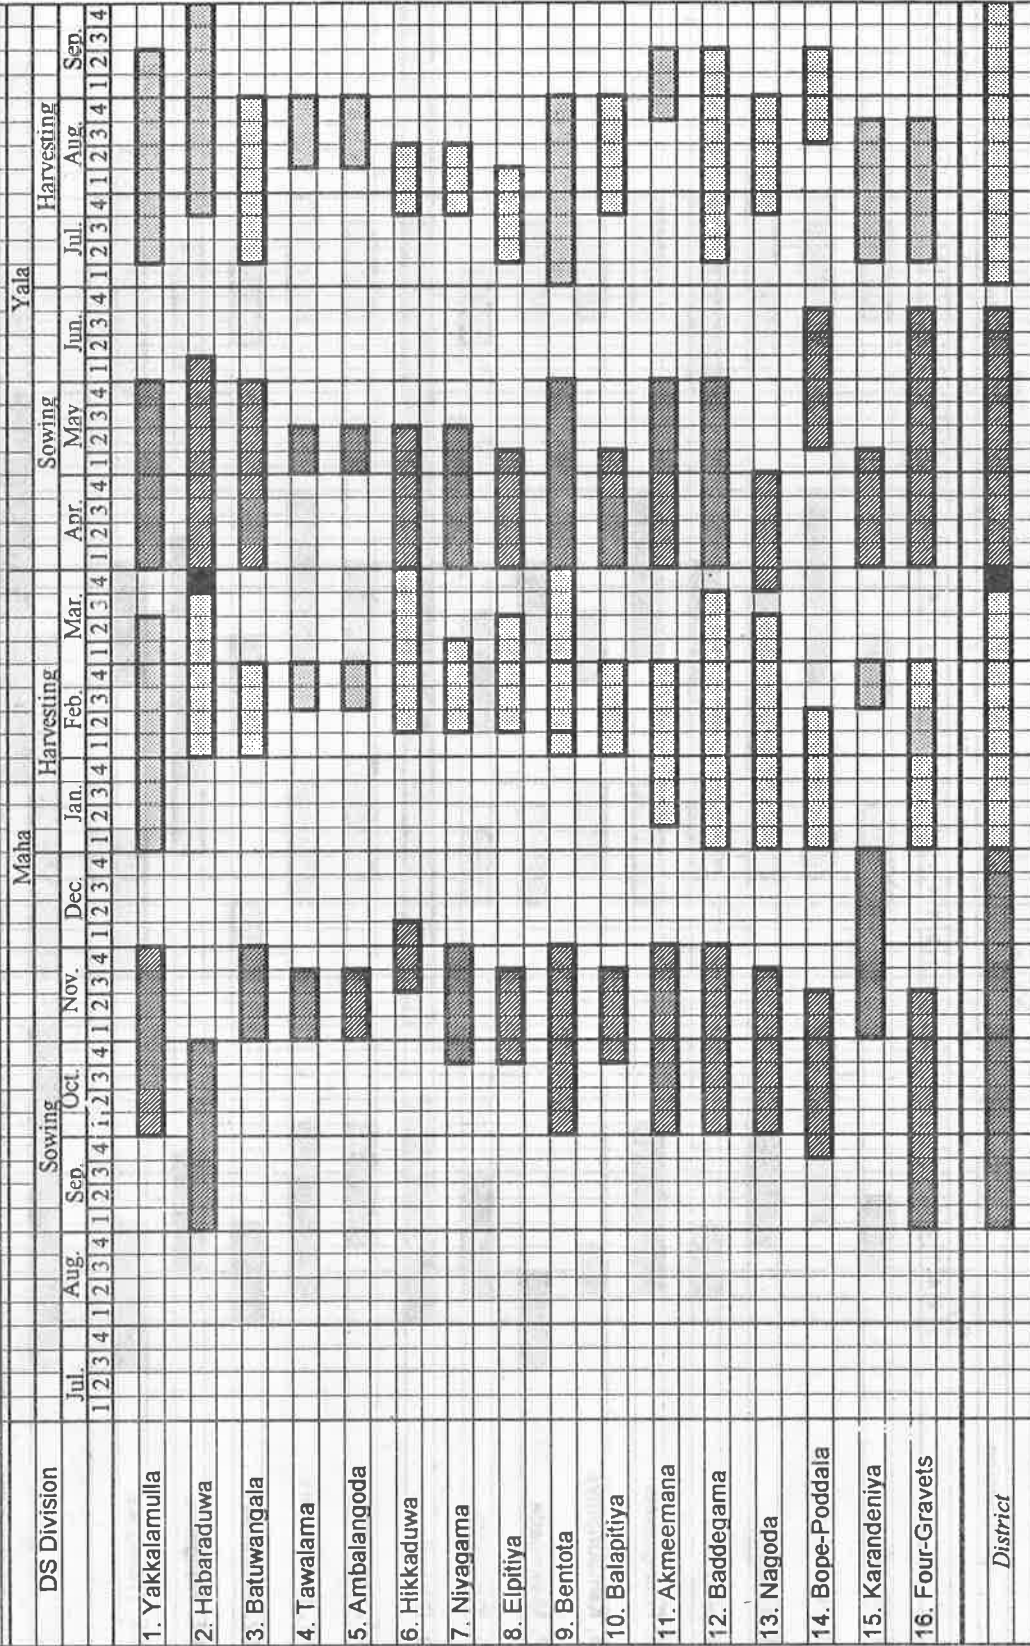 Maha Yala
DS Division Sowing Harvesting Sowing Harvesting
Jul. Aug. Sep. Oct. Nov. Dec. Jan. Feb. Mar. Apr. May Jun. Jul. Aug. Sep.
1 2 3 4 1 2 3 4 1 2 3 4 1 2 3 4 1 2 3 4 1 2 3 4 1 2 3 4 1 2 3 4 1 2 3 4 1 2 3 4 1 2 3 4 1 2 3 4 1 2 3 4 1 2 3 4 1 2 3 4
1. Yakkalamulla
2. Habaraduwa
3. Batuwangala
4. Tawalama
5. Ambalangoda
6. Hikkaduwa
7. Niyagama
8. Elpitiya
9. Bentota
10. Balapitiya
11. Akmeemana
12. Baddegama
13. Nagoda
14. Bope-Poddala
15. Karandeniya
16. Four-Gravets
District